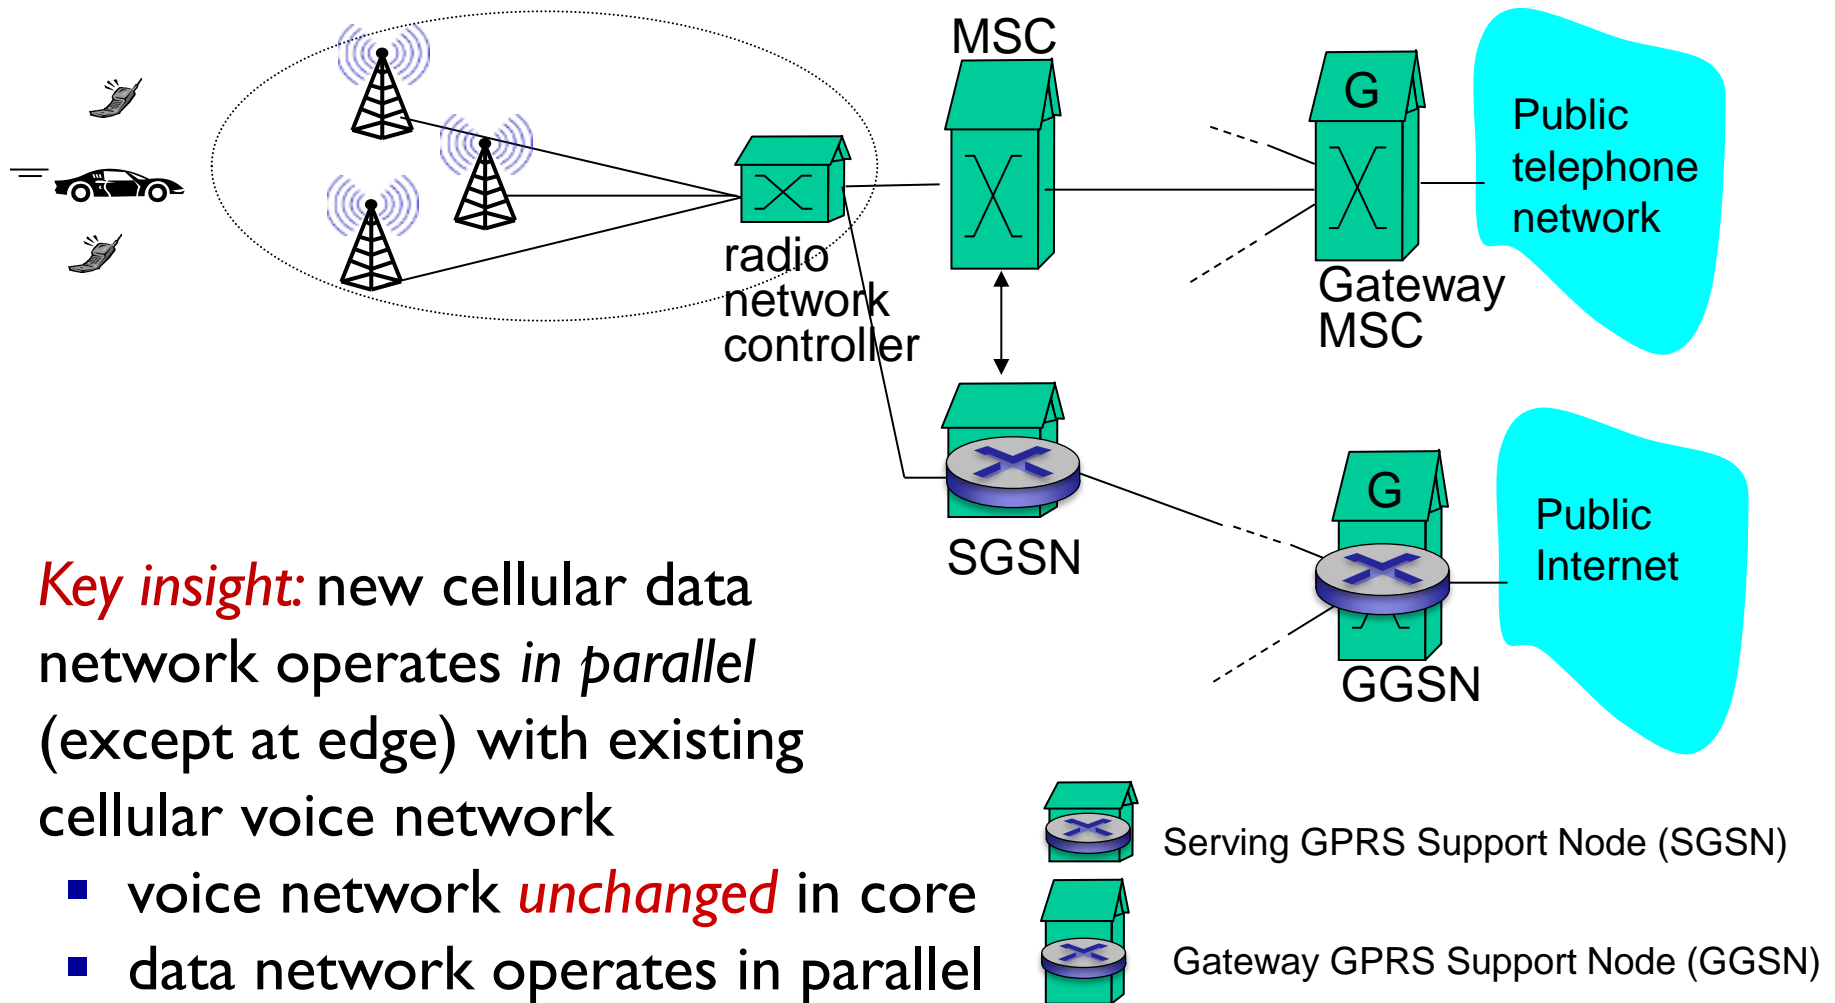 MSC
G
Public
telephone
network
radio
network
controller
Gateway
MSC
SGSN
G
Public
Internet
GGSN
Key insight: new cellular data
network operates in parallel
(except at edge) with existing
cellular voice network
▪ voice network unchanged in core
▪ data network operates in parallel
Serving GPRS Support Node (SGSN)
Gateway GPRS Support Node (GGSN)